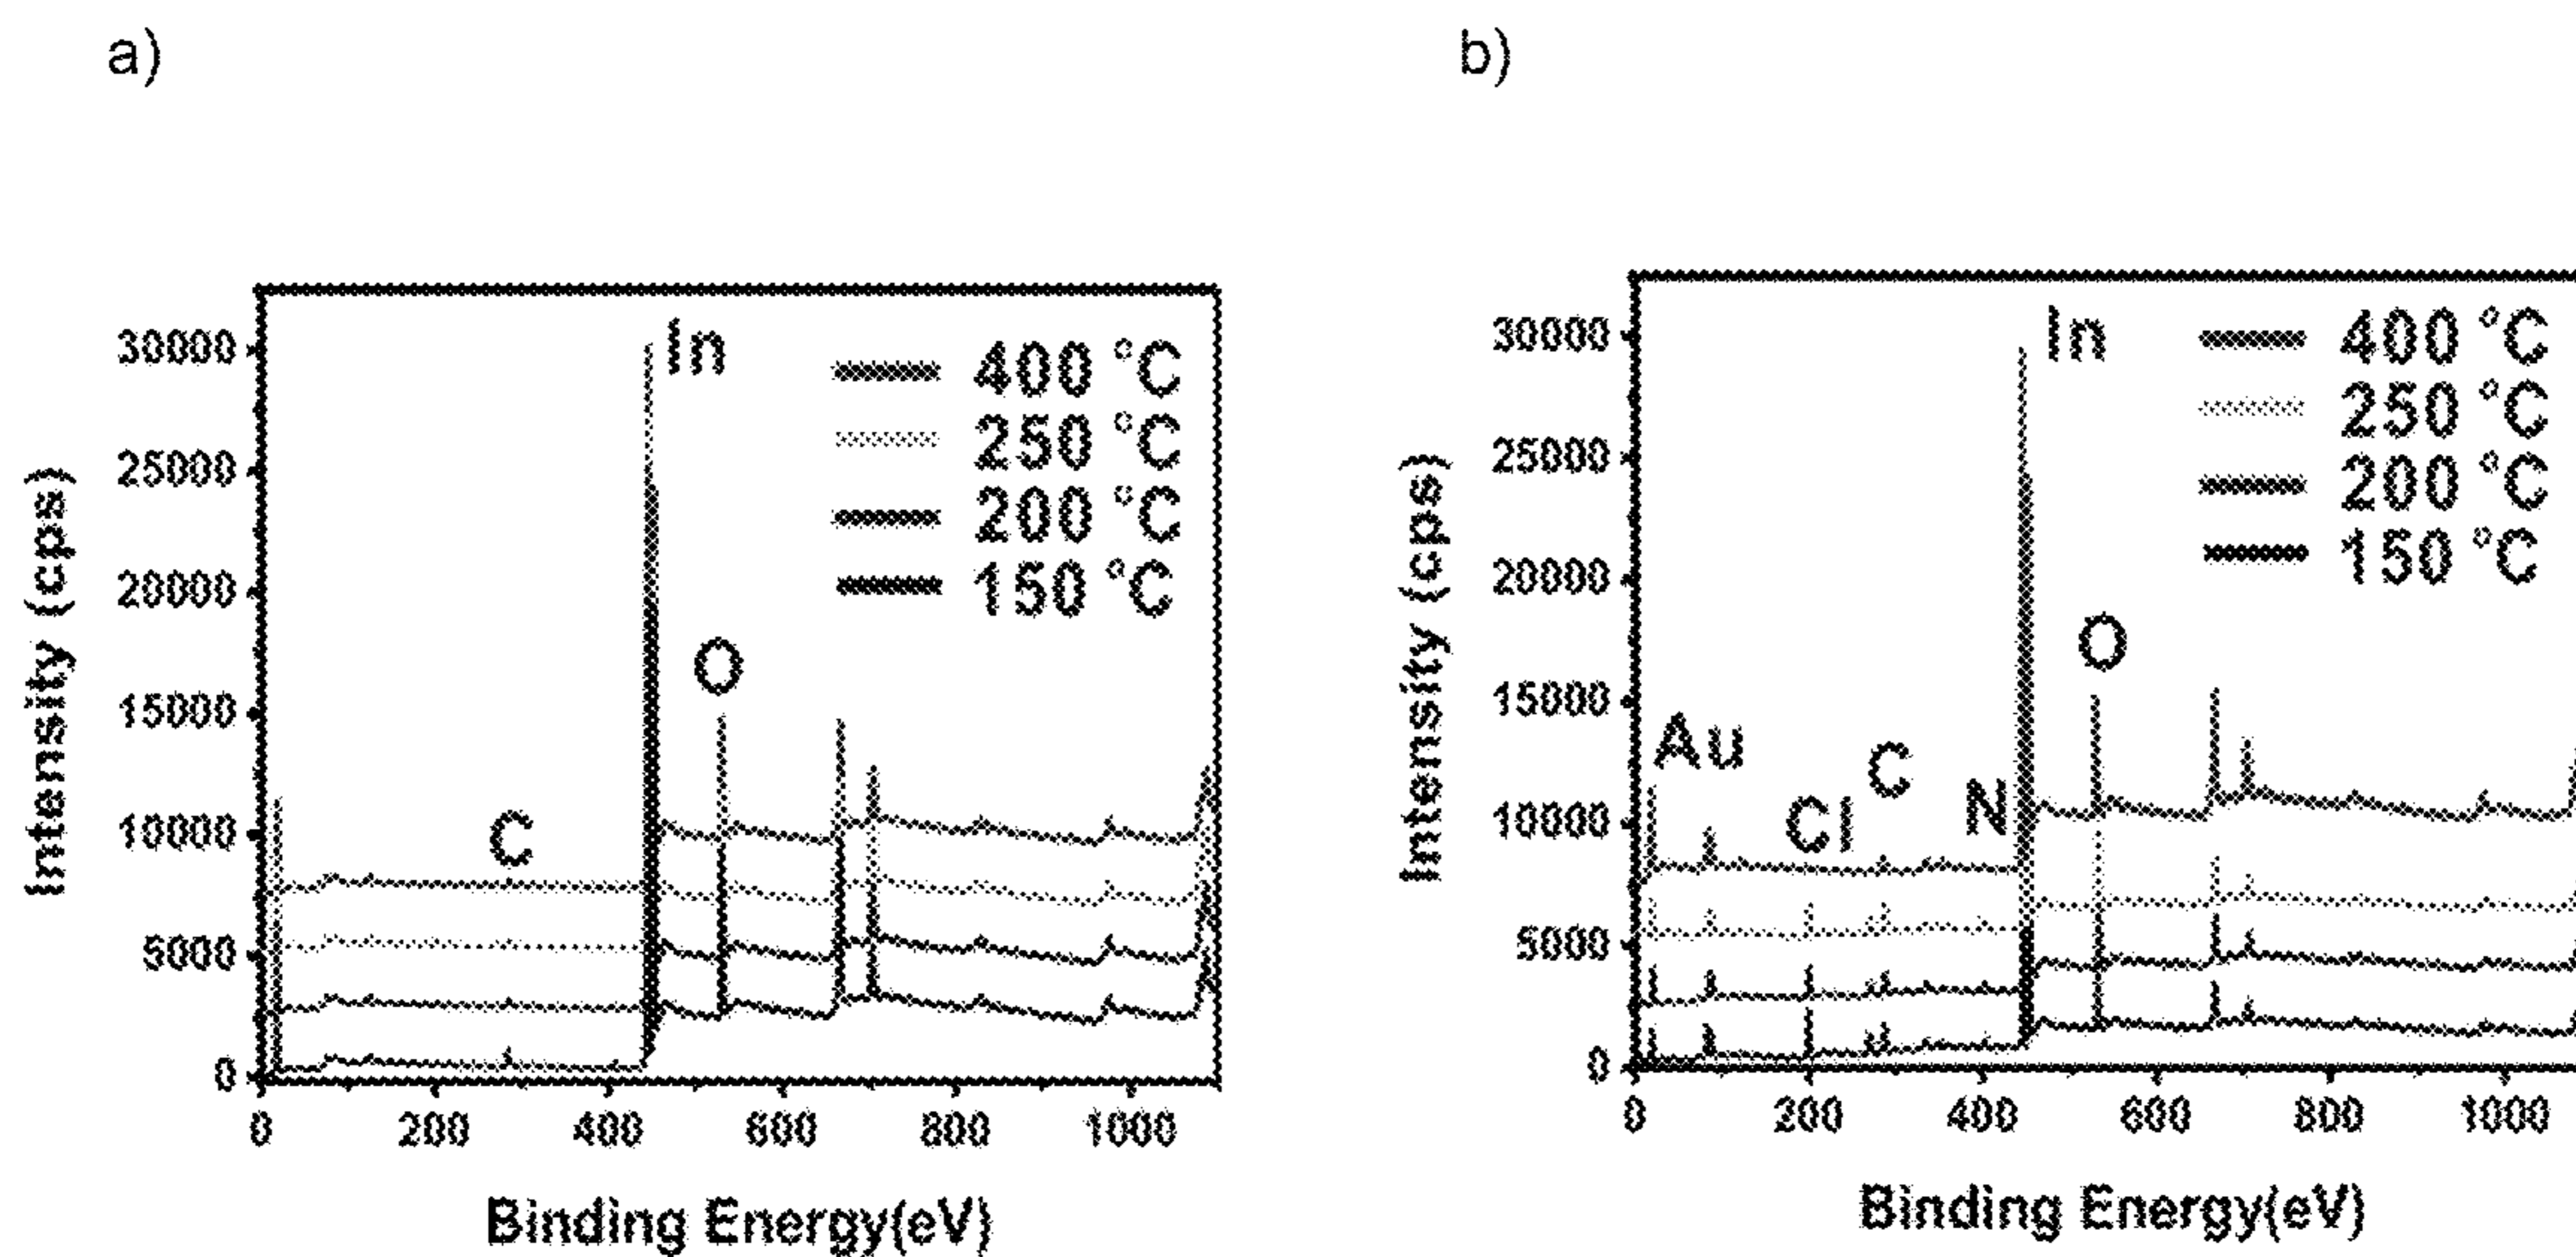 a)
Intensity (cps)
30000
25000
20000
15000
10000
5000
0
In
O
C
400 °C
250 °C
200 °C
150 °C
0 200 400 600 800 1000
Binding Energy(eV)
b)
Intensity (cps)
30000
25000
20000
15000
10000
5000
0
Au
Cl
C
N
In
O
400 °C
250 °C
200 °C
150 °C
0 200 400 600 800 1000
Binding Energy(eV)